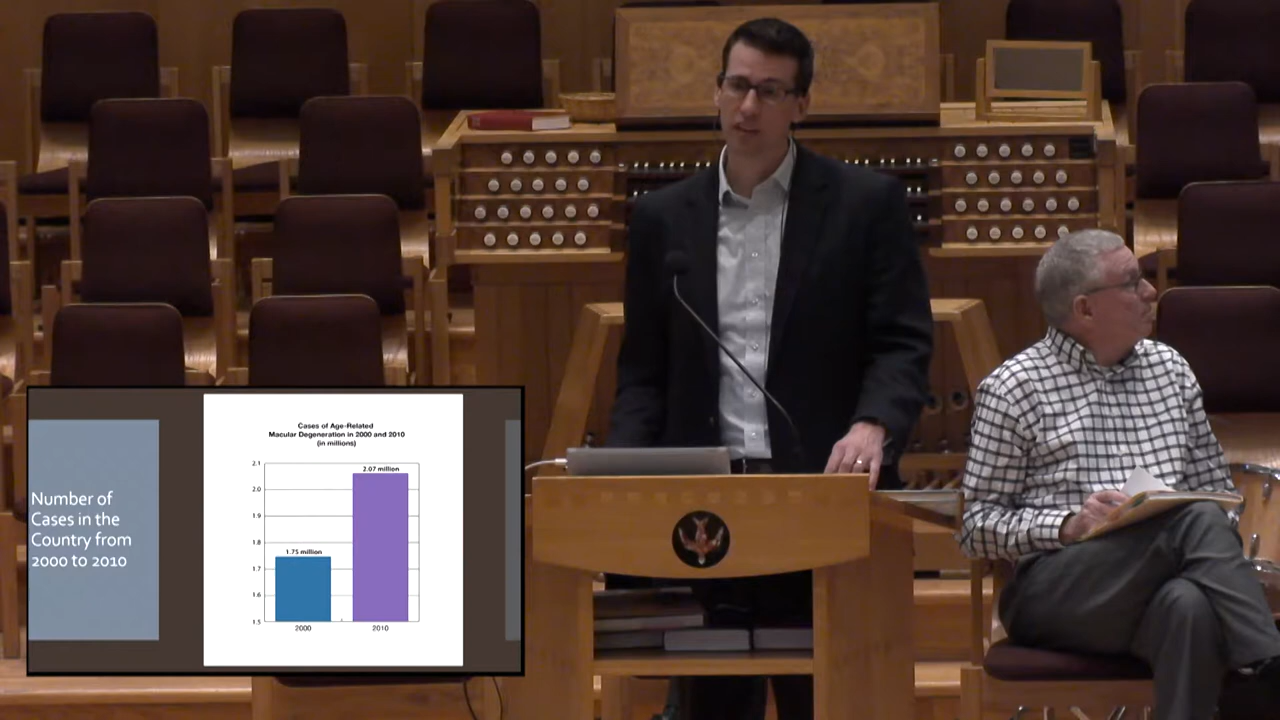 Number of
Cases in the
Country from
2000 to 2010
Cases of Age-Related
Macular Degeneration in 2000 and 2010
(in millions)
2.1
2.07 million
2.0
1.9
1.8
1.75 million
1.7
1.6
1.5
2000
2010